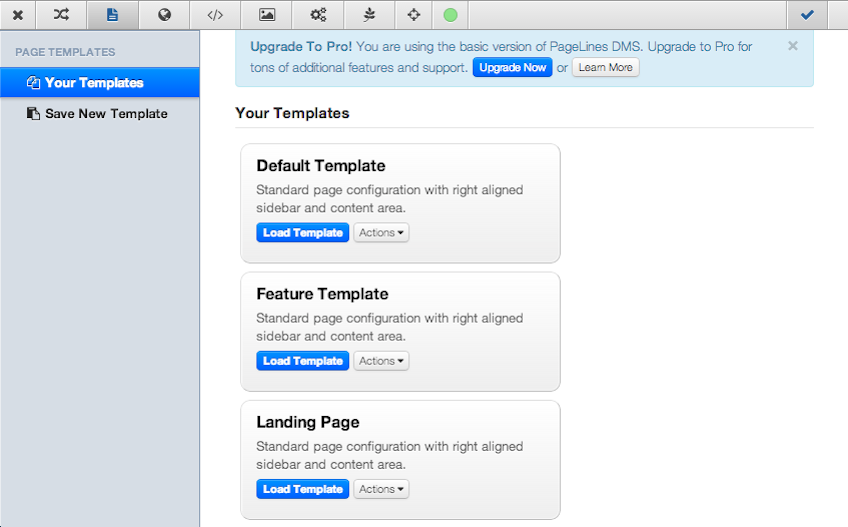 PAGE TEMPLATES
Your Templates
Save New Template
Upgrade To Pro! You are using the basic version of PageLines DMS. Upgrade to Pro for
tons of additional features and support. Upgrade Now or Learn More
Your Templates
Default Template
Standard page configuration with right aligned
sidebar and content area.
Load Template Actions
Feature Template
Standard page configuration with right aligned
sidebar and content area.
Load Template Actions
Landing Page
Standard page configuration with right aligned
sidebar and content area.
Load Template Actions